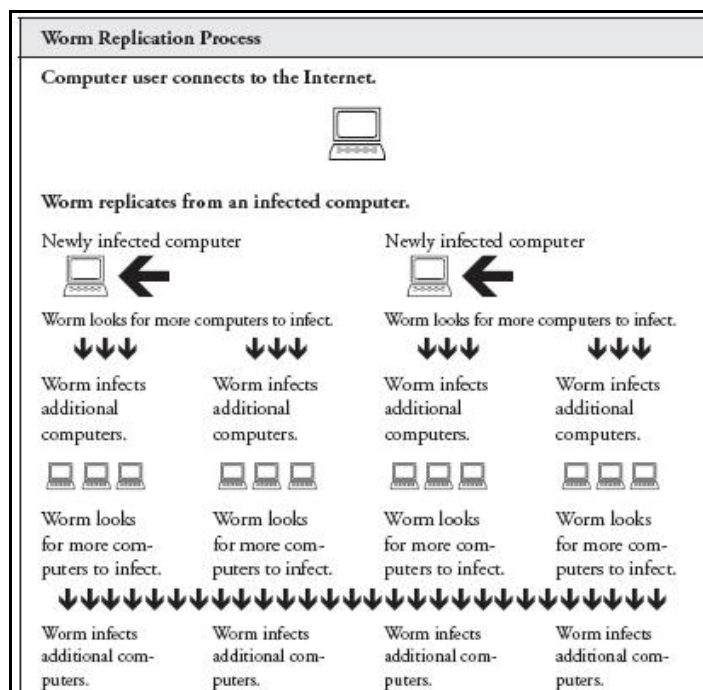 Worm Replication Process
Computer user connects to the Internet.
Worm replicates from an infected computer.
Newly infected computer
Newly infected computer
Worm looks for more computers to infect.
Worm looks for more computers to infect.
Worm infects
additional
computers.
Worm infects
additional
computers.
Worm infects
additional
computers.
Worm infects
additional
computers.
Worm looks
for more com-
puters to infect.
Worm looks
for more com-
puters to infect.
Worm looks
for more com-
puters to infect.
Worm looks
for more com-
puters to infect.
Worm infects
additional com-
puters.
Worm infects
additional com-
puters.
Worm infects
additional com-
puters.
Worm infects
additional com-
puters.